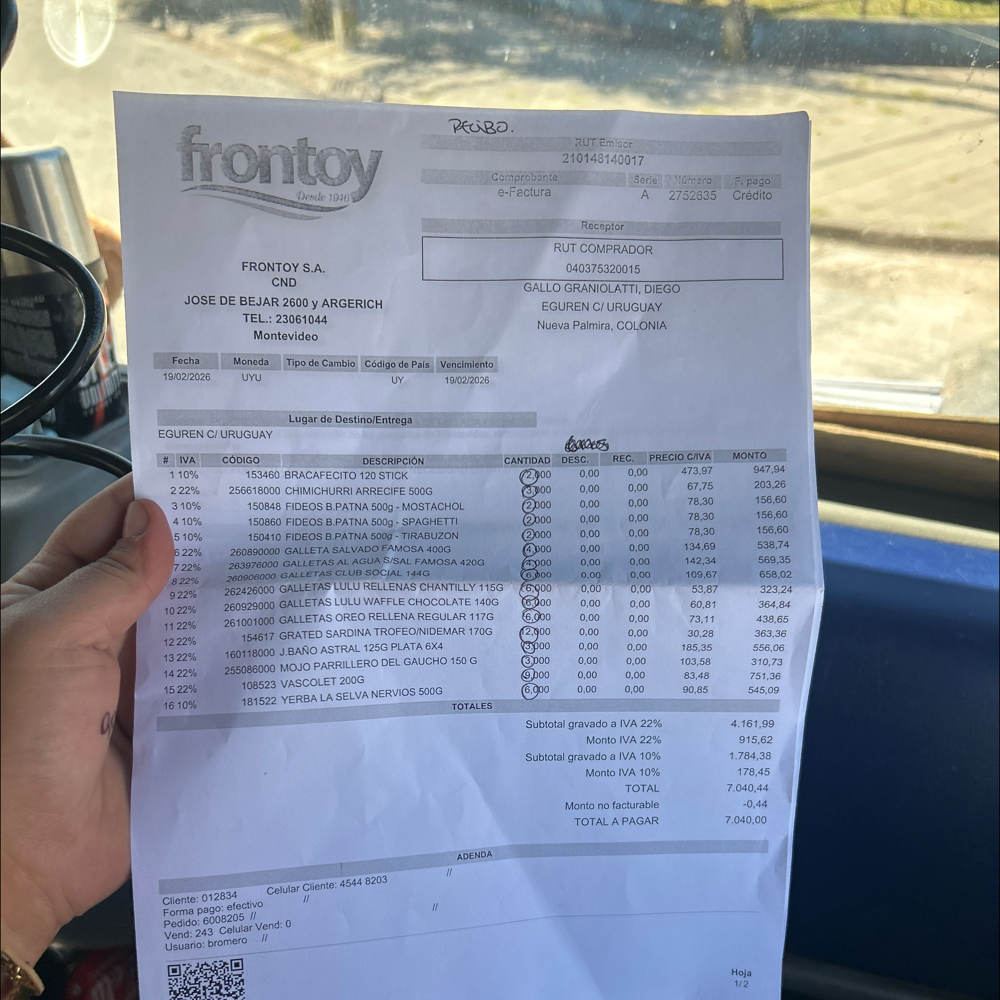 RECIBO.
frontoy
Desde 1946
RUT Emisor
210148140017
Comprobante Serie Número F. pago
e-Factura A 2752635 Crédito
Receptor
RUT COMPRADOR
040375320015
GALLO GRANIOLATTI, DIEGO
EGUREN C/ URUGUAY
Nueva Palmira, COLONIA
FRONTOY S.A.
CND
JOSE DE BEJAR 2600 y ARGERICH
TEL.: 23061044
Montevideo
Fecha Moneda Tipo de Cambio Código de País Vencimiento
19/02/2026 UYU UY 19/02/2026
Lugar de Destino/Entrega
EGUREN C/ URUGUAY
# IVA CÓDIGO DESCRIPCIÓN CANTIDAD DESC. REC. PRECIO C/IVA MONTO
1 10% 153460 BRACAFECITO 120 STICK 2,000 0,00 0,00 473,97 947,94
2 22% 256618000 CHIMICHURRI ARRECIFE 500G 3,000 0,00 0,00 67,75 203,26
3 10% 150848 FIDEOS B.PATNA 500g - MOSTACHOL 2,000 0,00 0,00 78,30 156,60
4 10% 150860 FIDEOS B.PATNA 500g - SPAGHETTI 2,000 0,00 0,00 78,30 156,60
5 10% 150410 FIDEOS B.PATNA 500g - TIRABUZON 2,000 0,00 0,00 78,30 156,60
6 22% 260890000 GALLETA SALVADO FAMOSA 400G 4,000 0,00 0,00 134,69 538,74
7 22% 263976000 GALLETAS AL AGUA S/SAL FAMOSA 420G 4,000 0,00 0,00 142,34 569,35
8 22% 260906000 GALLETAS CLUB SOCIAL 144G 6,000 0,00 0,00 109,67 658,02
9 22% 262426000 GALLETAS LULU RELLENAS CHANTILLY 115G 6,000 0,00 0,00 53,87 323,24
10 22% 260929000 GALLETAS LULU WAFFLE CHOCOLATE 140G 6,000 0,00 0,00 60,81 364,84
11 22% 261001000 GALLETAS OREO RELLENA REGULAR 117G 6,000 0,00 0,00 73,11 438,65
12 22% 154617 GRATED SARDINA TROFEO/NIDEMAR 170G 12,000 0,00 0,00 30,28 363,36
13 22% 160118000 J.BAÑO ASTRAL 125G PLATA 6X4 3,000 0,00 0,00 185,35 556,06
14 22% 255086000 MOJO PARRILLERO DEL GAUCHO 150 G 3,000 0,00 0,00 103,58 310,73
15 22% 108523 VASCOLET 200G 9,000 0,00 0,00 83,48 751,36
16 10% 181522 YERBA LA SELVA NERVIOS 500G 6,000 0,00 0,00 90,85 545,09
TOTALES
Subtotal gravado a IVA 22% 4.161,99
Monto IVA 22% 915,62
Subtotal gravado a IVA 10% 1.784,38
Monto IVA 10% 178,45
TOTAL 7.040,44
Monto no facturable -0,44
TOTAL A PAGAR 7.040,00
ADENDA
Cliente: 012834 Celular Cliente: 4544 8203 //
Forma pago: efectivo //
Pedido: 6008205 // //
Vend: 243 Celular Vend: 0
Usuario: bromero //
Hoja
1/2